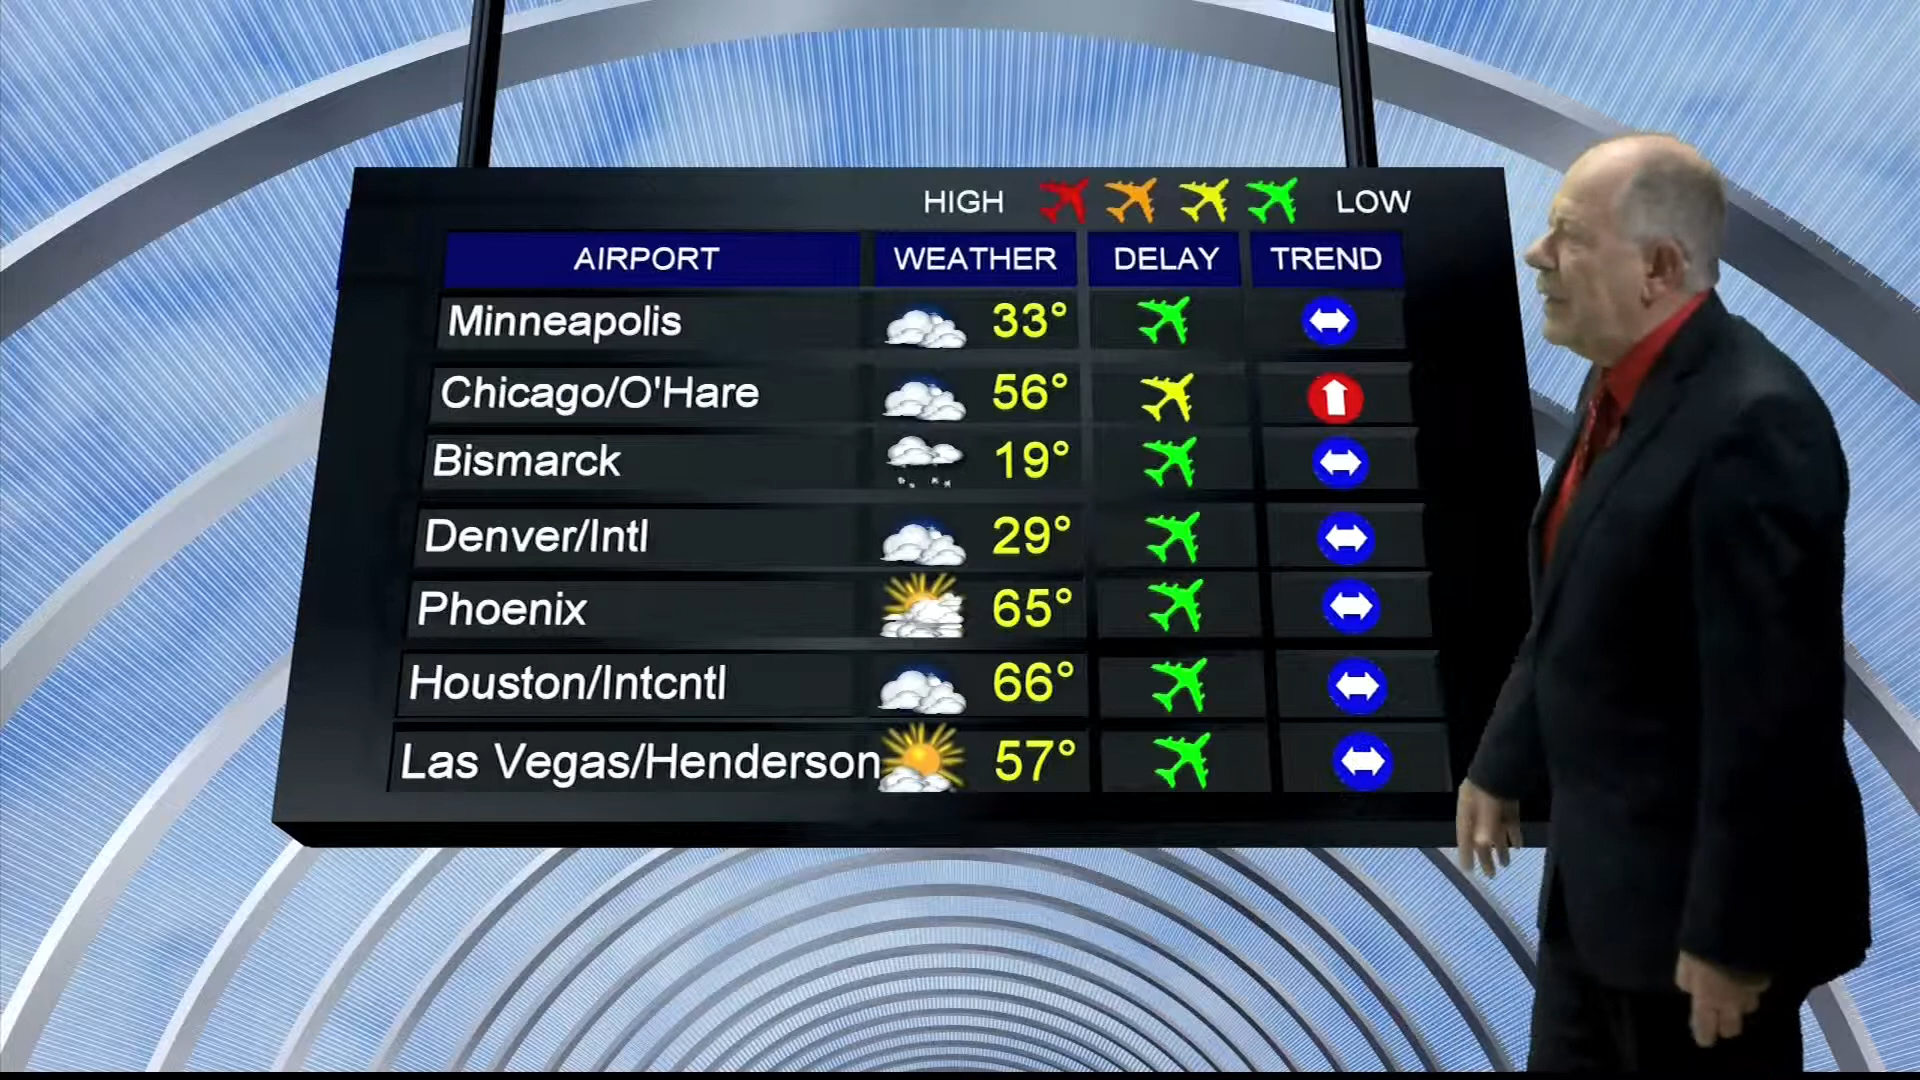 HIGH LOW
AIRPORT WEATHER DELAY TREND
Minneapolis 33°
Chicago/O'Hare 56°
Bismarck 19°
Denver/Intl 29°
Phoenix 65°
Houston/Intcntl 66°
Las Vegas/Henderson 57°